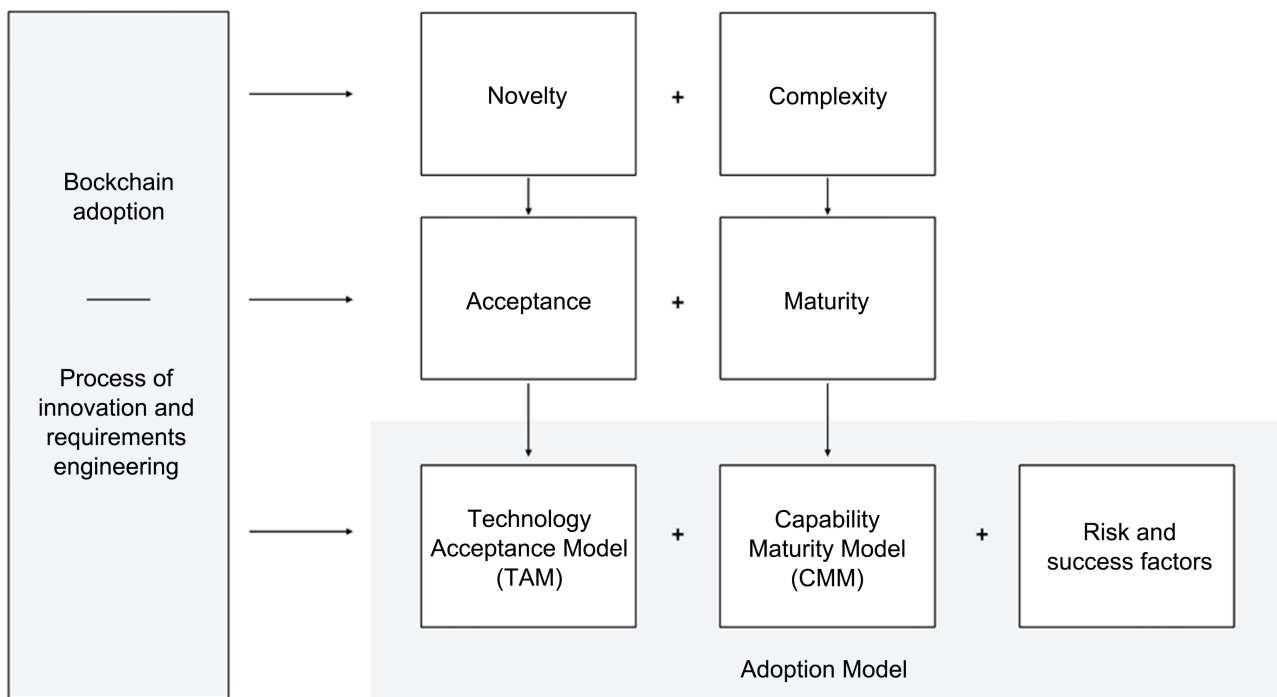 Bockchain
adoption
Process of
innovation and
requirements
engineering
Novelty
+
Complexity
Acceptance
+
Maturity
Technology
Acceptance Model
(TAM)
+
Capability
Maturity Model
(CMM)
+
Risk and
success factors
Adoption Model